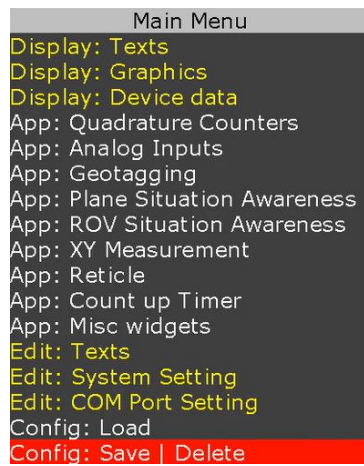 Main Menu
Display: Texts
Display: Graphics
Display: Device data
App: Quadrature Counters
App: Analog Inputs
App: Geotagging
App: Plane Situation Awareness
App: ROV Situation Awareness
App: XY Measurement
App: Reticle
App: Count up Timer
App: Misc widgets
Edit: Texts
Edit: System Setting
Edit: COM Port Setting
Config: Load
Config: Save | Delete